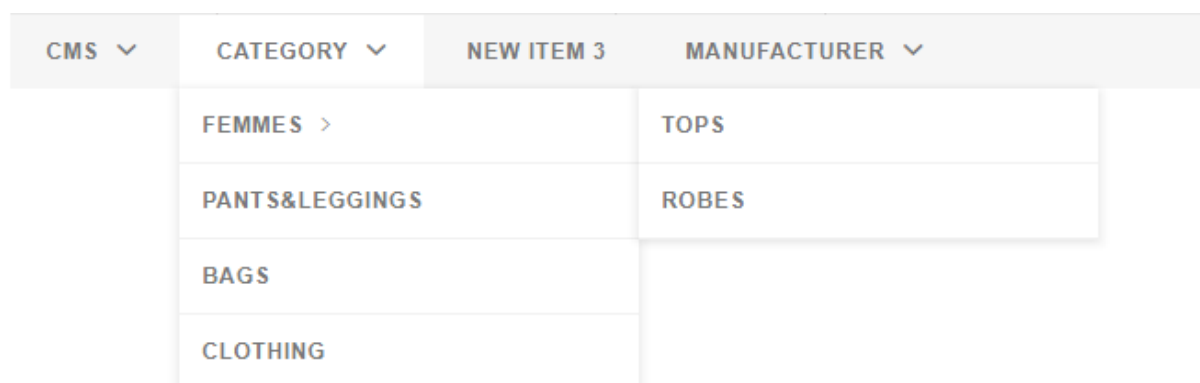 CMS CATEGORY NEW ITEM 3 MANUFACTURER
FEMMES > TOPS
PANTS&LEGGINGS ROBES
BAGS
CLOTHING